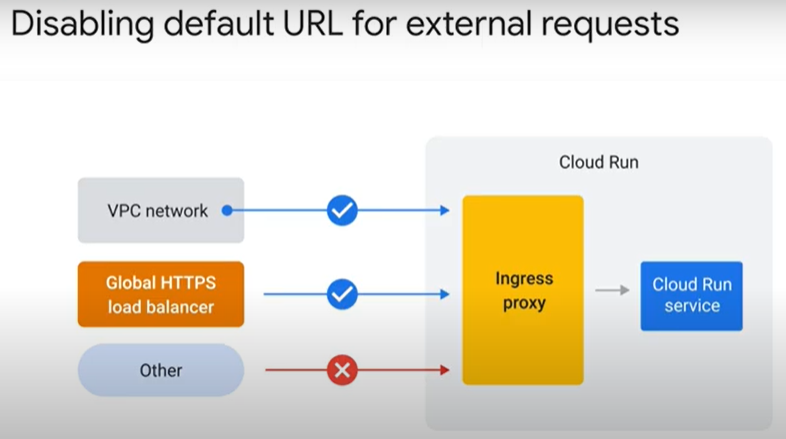 Disabling default URL for external requests
Cloud Run
VPC network
Global HTTPS
load balancer
Other
Ingress
proxy
Cloud Run
service